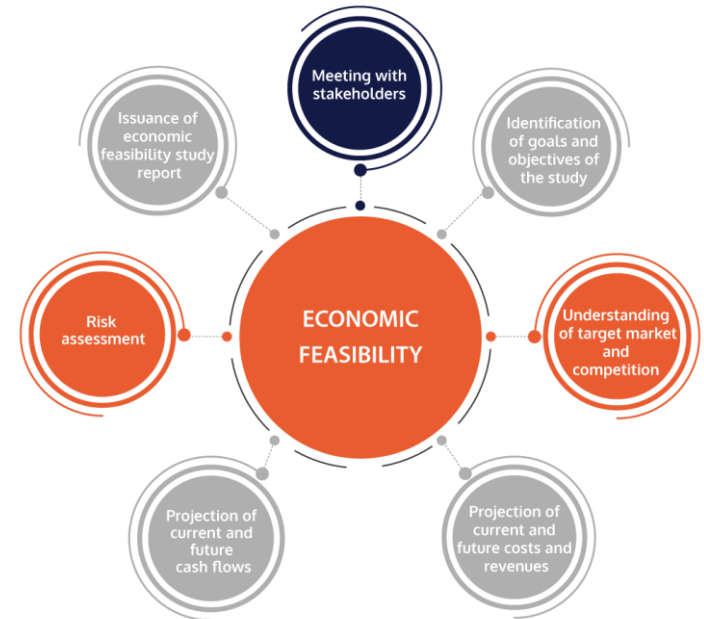 Meeting with
stakeholders
Identification
of goals and
objectives of
the study
Understanding
of target market
and
competition
Projection of
current and
future costs and
revenues
Projection of
current and
future
cash flows
Risk
assessment
Issuance of
economic
feasibility study
report
ECONOMIC
FEASIBILITY